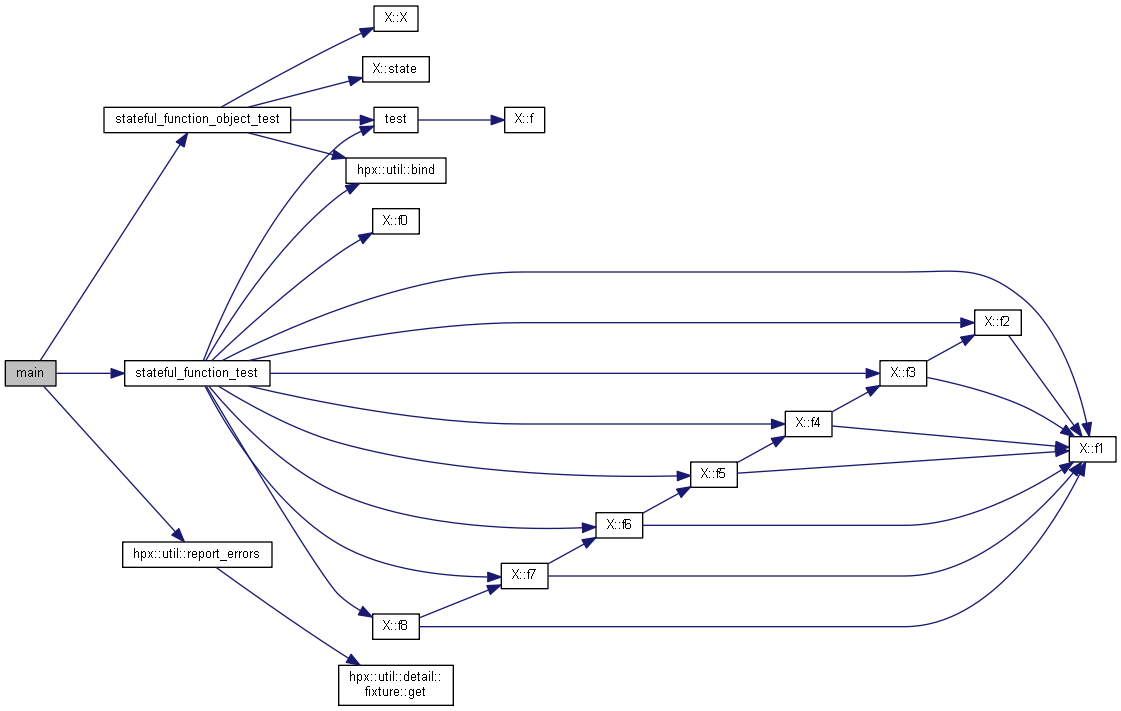 X::X
X::state
stateful_function_object_test
test
X::f
hpx::util::bind
X::f0
X::f2
main
stateful_function_test
X::f3
X::f4
X::f1
X::f5
X::f6
hpx::util::report_errors
X::f7
X::f8
hpx::util::detail::
fixture::get